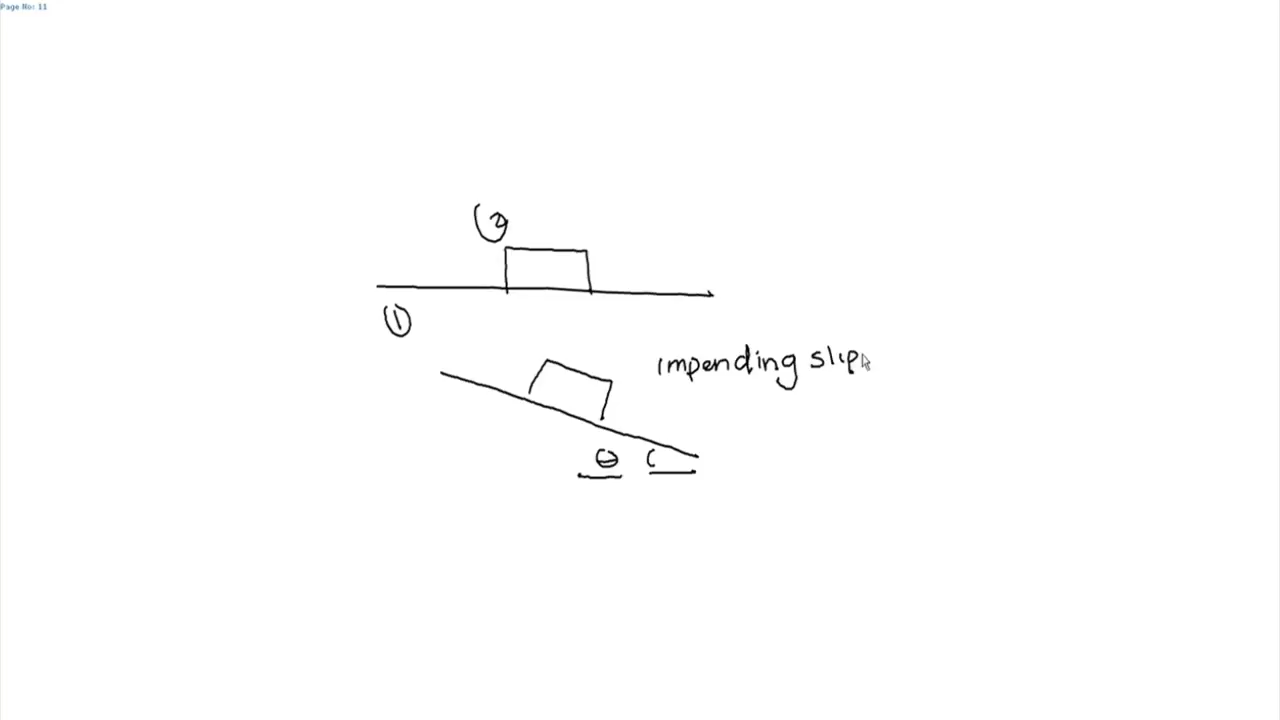 Page No: 11
2
1
impending slip
θ